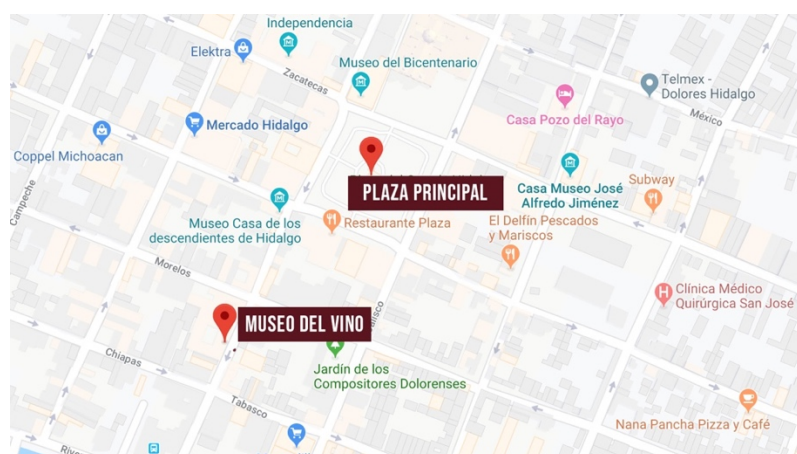 Independencia
Elektra
Zacatecas
Museo del Bicentenario
Telmex -
Dolores Hidalgo
México
Mercado Hidalgo
Casa Pozo del Rayo
Coppel Michoacan
PLAZA PRINCIPAL
Casa Museo José
Alfredo Jiménez
Subway
Campeche
Museo Casa de los
descendientes de Hidalgo
Restaurante Plaza
El Delfín Pescados
y Mariscos
Morelos
Clínica Médico
Quirúrgica San José
MUSEO DEL VINO
Chiapas
Jardín de los
Compositores Dolorenses
Tabasco
Nana Pancha Pizza y Café